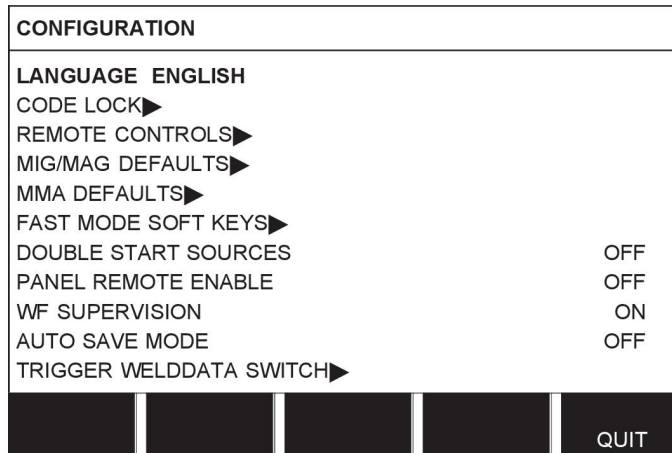 CONFIGURATION
LANGUAGE ENGLISH
CODE LOCK▶
REMOTE CONTROLS▶
MIG/MAG DEFAULTS▶
MMA DEFAULTS▶
FAST MODE SOFT KEYS▶
DOUBLE START SOURCES OFF
PANEL REMOTE ENABLE OFF
WF SUPERVISION ON
AUTO SAVE MODE OFF
TRIGGER WELDDATA SWITCH▶
QUIT